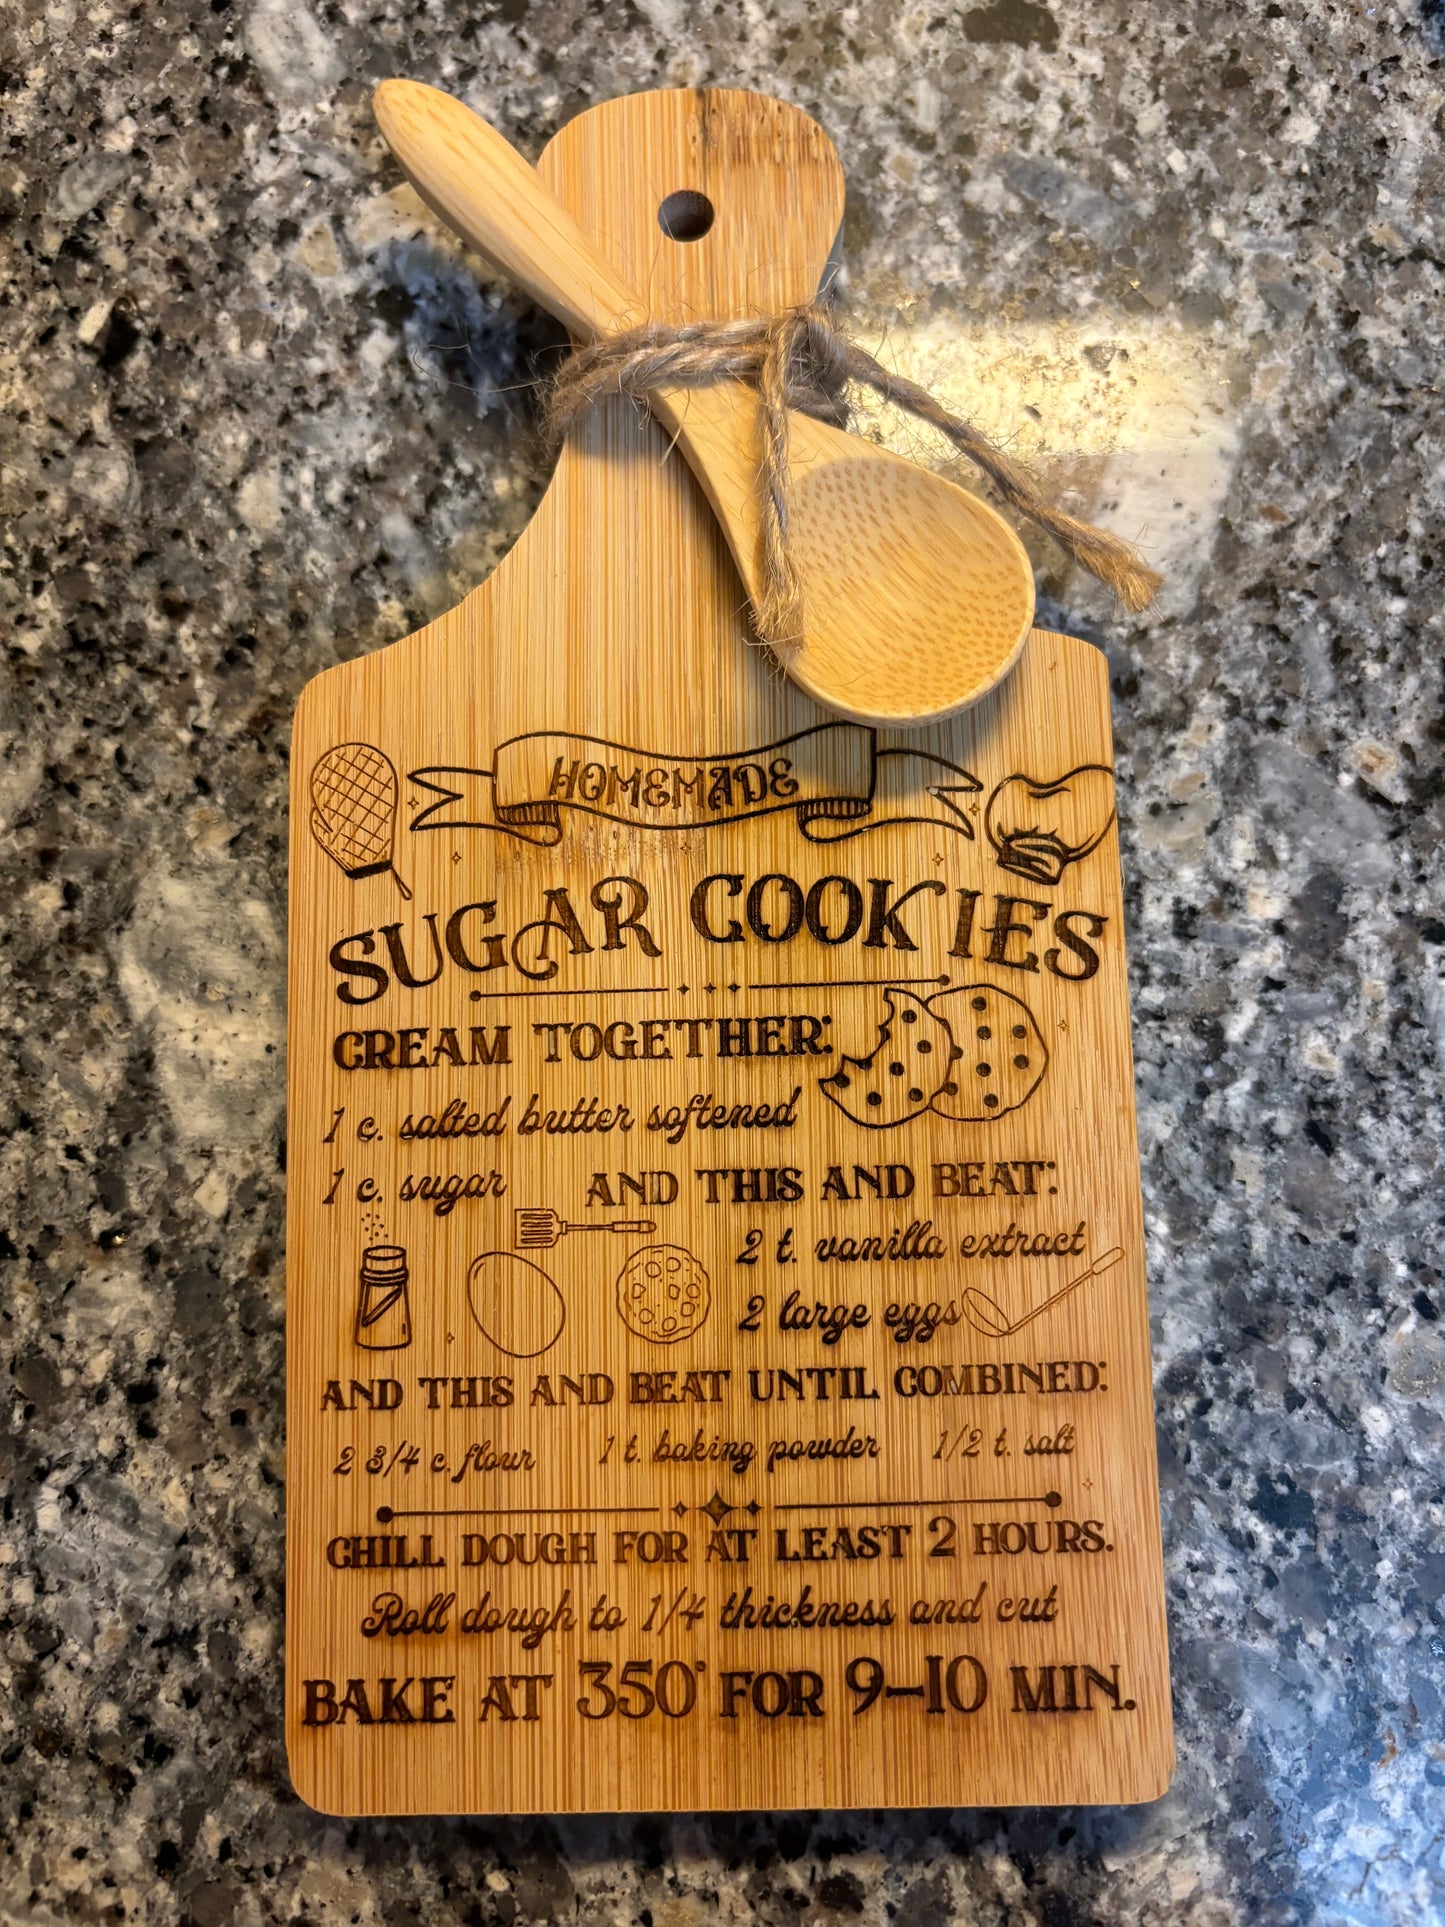 HOMEMADE
SUGAR COOKIES
CREAM TOGETHER:
1 c. salted butter softened
1 c. sugar
AND THIS AND BEAT:
2 t. vanilla extract
2 large eggs
AND THIS AND BEAT UNTIL COMBINED:
2 3/4 c. flour 1 t. baking powder 1/2 t. salt
CHILL DOUGH FOR AT LEAST 2 HOURS.
Roll dough to 1/4 thickness and cut
BAKE AT 350° FOR 9-10 MIN.